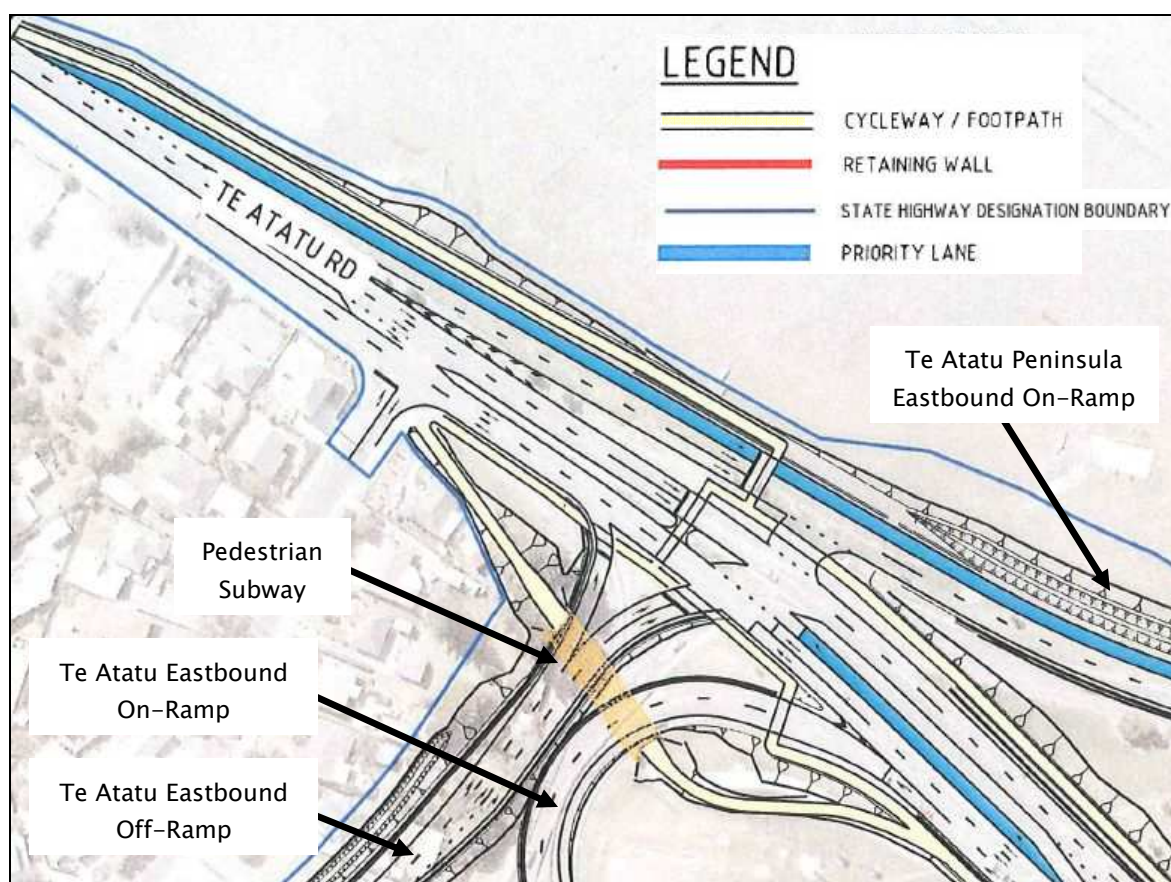 LEGEND
CYCLEWAY / FOOTPATH
RETAINING WALL
STATE HIGHWAY DESIGNATION BOUNDARY
PRIORITY LANE
TE ATATU RD
Te Atatu Peninsula
Eastbound On-Ramp
Pedestrian
Subway
Te Atatu Eastbound
On-Ramp
Te Atatu Eastbound
Off-Ramp